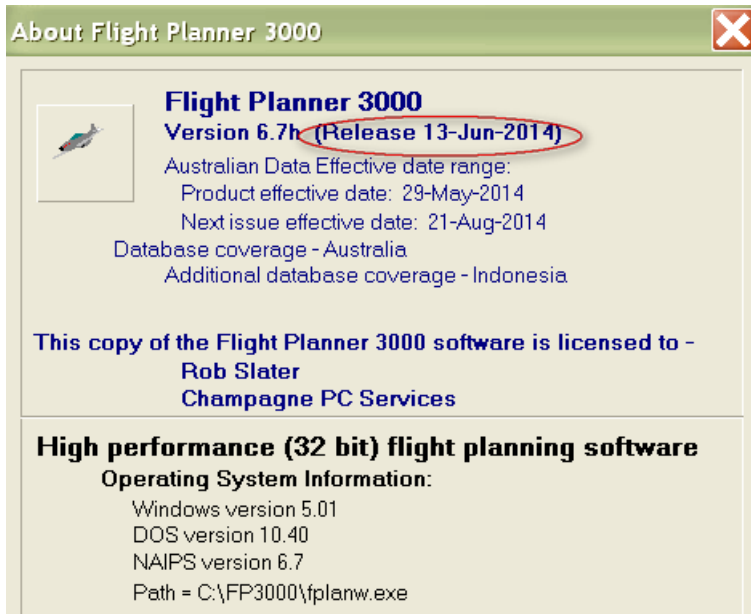 About Flight Planner 3000
Flight Planner 3000
Version 6.7h (Release 13-Jun-2014)
Australian Data Effective date range:
Product effective date: 29-May-2014
Next issue effective date: 21-Aug-2014
Database coverage - Australia
Additional database coverage - Indonesia
This copy of the Flight Planner 3000 software is licensed to -
Rob Slater
Champagne PC Services
High performance (32 bit) flight planning software
Operating System Information:
Windows version 5.01
DOS version 10.40
NAIPS version 6.7
Path = C:\FP3000\fplanw.exe